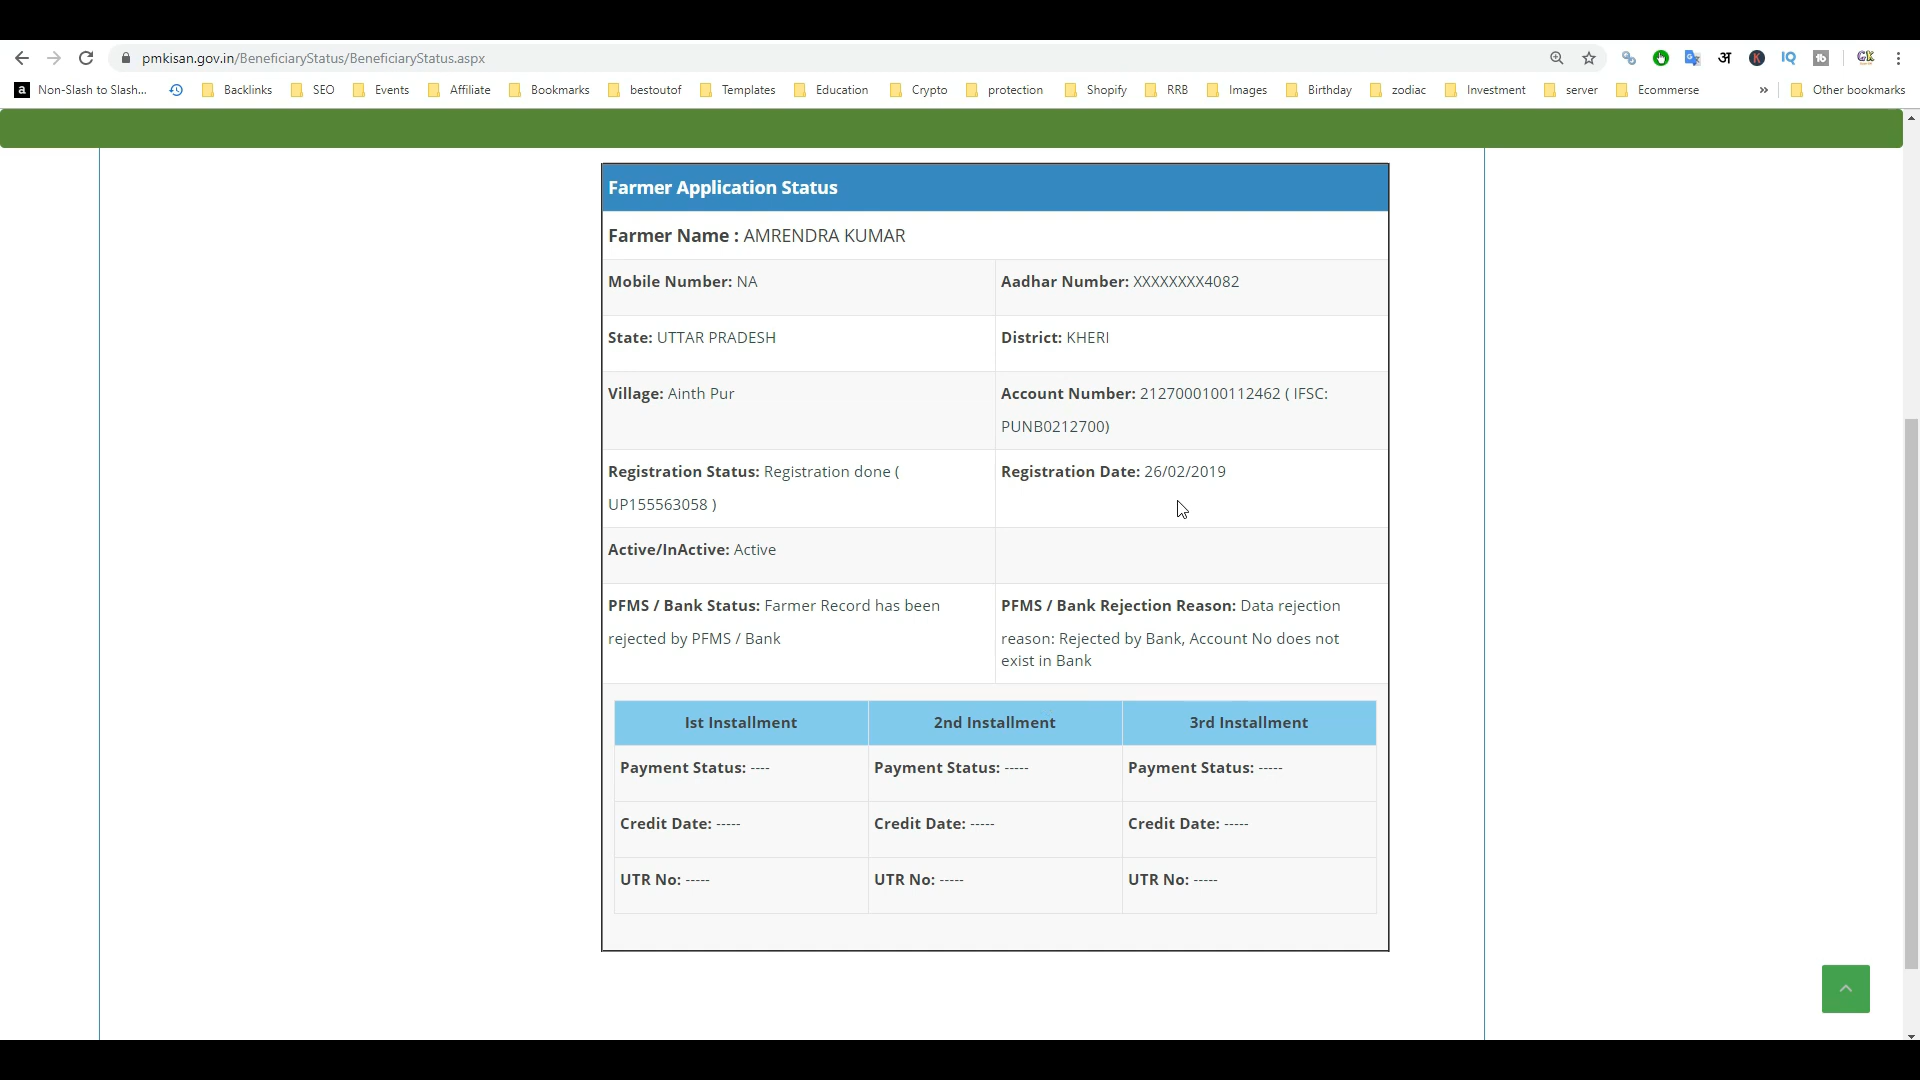 pmkisan.gov.in/BeneficiaryStatus/BeneficiaryStatus.aspx
Non-Slash to Slash... Backlinks SEO Events Affiliate Bookmarks bestoutof Templates Education Crypto protection Shopify RRB Images Birthday zodiac Investment server Ecommerse » Other bookmarks
Farmer Application Status
Farmer Name : AMRENDRA KUMAR
Mobile Number: NA
Aadhar Number: XXXXXXXX4082
State: UTTAR PRADESH
District: KHERI
Village: Ainth Pur
Account Number: 2127000100112462 ( IFSC:
PUNB0212700)
Registration Status: Registration done (
UP155563058 )
Registration Date: 26/02/2019
Active/InActive: Active
PFMS / Bank Status: Farmer Record has been
rejected by PFMS / Bank
PFMS / Bank Rejection Reason: Data rejection
reason: Rejected by Bank, Account No does not
exist in Bank
Ist Installment 2nd Installment 3rd Installment
Payment Status: ---- Payment Status: ----- Payment Status: -----
Credit Date: ----- Credit Date: ----- Credit Date: -----
UTR No: ----- UTR No: ----- UTR No: -----